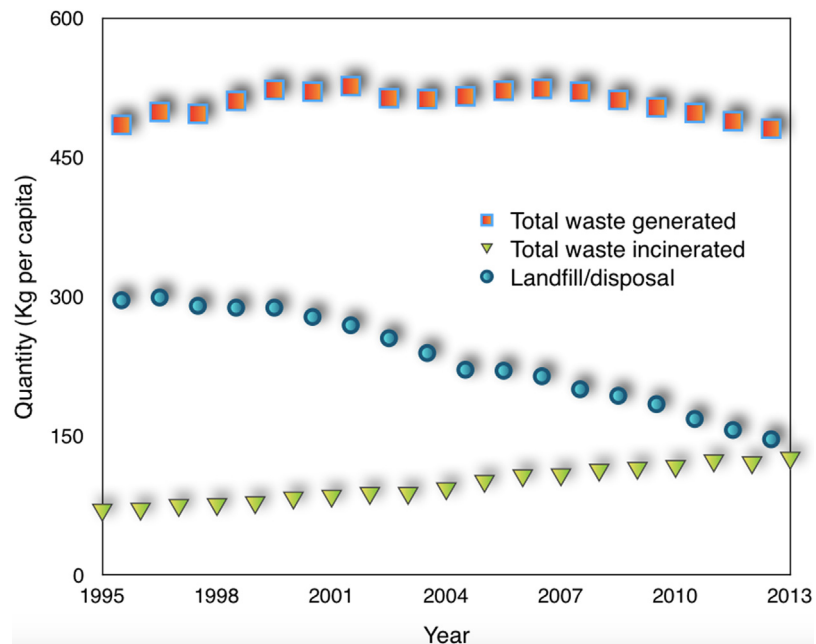 600
450
300
150
0
Quantity (Kg per capita)
Total waste generated
Total waste incinerated
Landfill/disposal
1995 1998 2001 2004 2007 2010 2013
Year